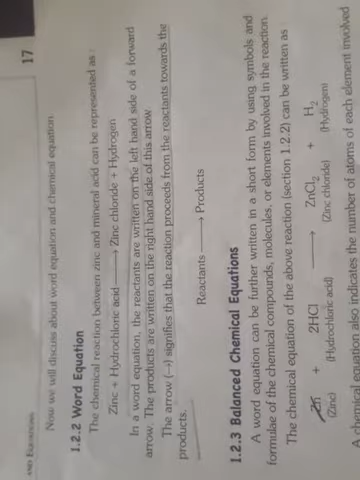 AND EQUATIONS
17
Now we will discuss about word equation and chemical equation.
1.2.2 Word Equation
The chemical reaction between zinc and mineral acid can be represented as :
Zinc + Hydrochloric acid ⟶ Zinc chloride + Hydrogen
In a word equation, the reactants are written on the left hand side of a forward
arrow. The products are written on the right hand side of this arrow.
The arrow (→) signifies that the reaction proceeds from the reactants towards the
products.
Reactants ⟶ Products
1.2.3 Balanced Chemical Equations
A word equation can be further written in a short form by using symbols and
formulae of the chemical compounds, molecules, or elements involved in the reaction.
The chemical equation of the above reaction (section 1.2.2) can be written as
Zn + 2HCl ⟶ ZnCl₂ + H₂
(Zinc) (Hydrochloric acid) (Zinc chloride) (Hydrogen)
A chemical equation also indicates the number of atoms of each element involved